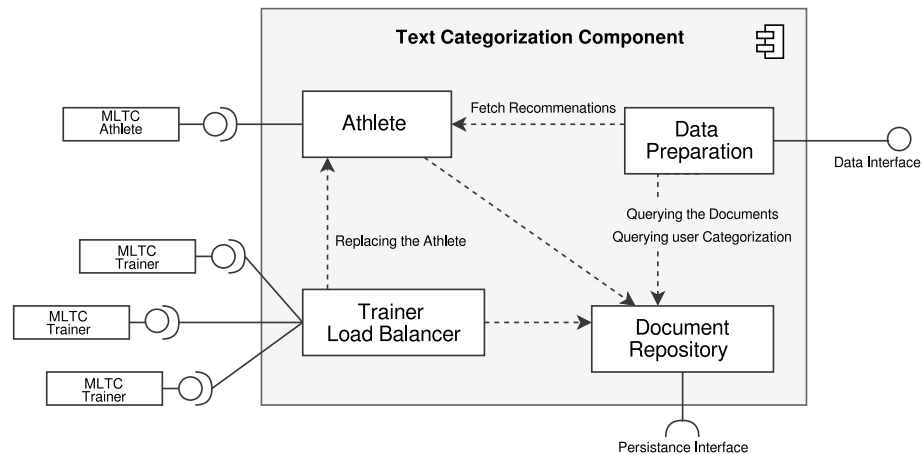 Text Categorization Component
MLTC
Athlete
Athlete
Fetch Recommenations
Data
Preparation
Data Interface
Querying the Documents
Querying user Categorization
Replacing the Athlete
MLTC
Trainer
MLTC
Trainer
MLTC
Trainer
Trainer
Load Balancer
Document
Repository
Persistance Interface